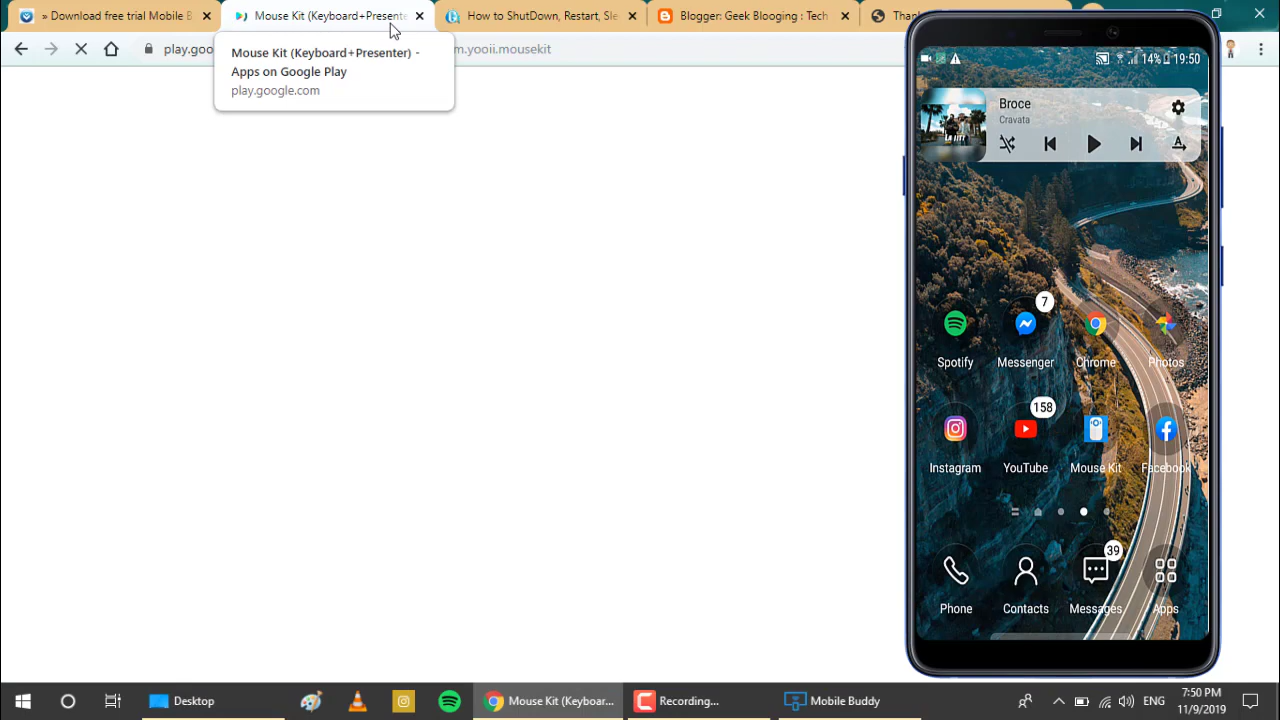 » Download free trial Mobile B
Mouse Kit (Keyboard+Presente
How to ShutDown, Restart, Sle
Blogger: Geek Blooging : Tech
Thank
play.goo
m.yooii.mousekit
Mouse Kit (Keyboard+Presenter) -
Apps on Google Play
play.google.com
14% 19:50
Broce
Cravata
7
Spotify
Messenger
Chrome
Photos
158
Instagram
YouTube
Mouse Kit
Facebook
39
Phone
Contacts
Messages
Apps
Desktop
Mouse Kit (Keyboar...
Recording...
Mobile Buddy
ENG
7:50 PM
11/9/2019